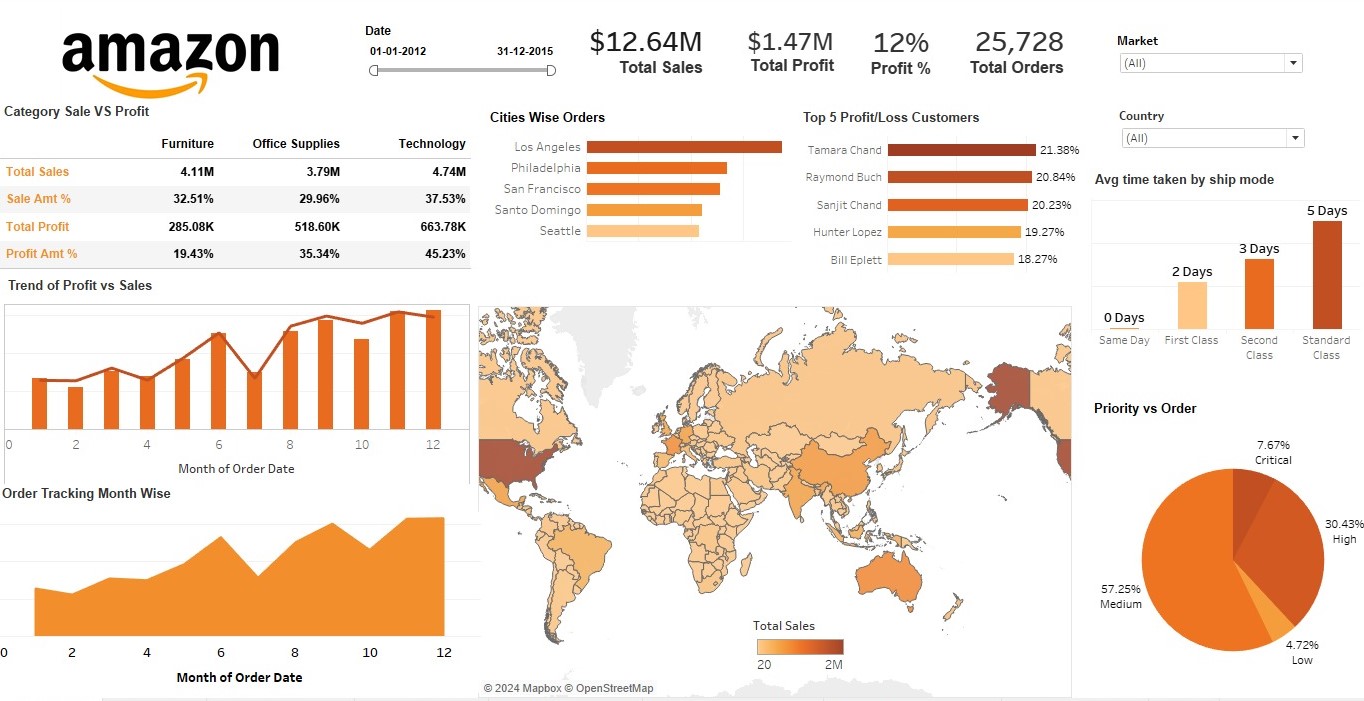 amazon
Date
01-01-2012 31-12-2015
$12.64M
Total Sales
$1.47M
Total Profit
12%
Profit %
25,728
Total Orders
Market
(All)
Country
(All)
Category Sale VS Profit
Furniture Office Supplies Technology
Total Sales 4.11M 3.79M 4.74M
Sale Amt % 32.51% 29.96% 37.53%
Total Profit 285.08K 518.60K 663.78K
Profit Amt % 19.43% 35.34% 45.23%
Cities Wise Orders
Los Angeles
Philadelphia
San Francisco
Santo Domingo
Seattle
Top 5 Profit/Loss Customers
Tamara Chand 21.38%
Raymond Buch 20.84%
Sanjit Chand 20.23%
Hunter Lopez 19.27%
Bill Eplett 18.27%
Avg time taken by ship mode
0 Days 2 Days 3 Days 5 Days
Same Day First Class Second Class Standard Class
Trend of Profit vs Sales
0 2 4 6 8 10 12
Month of Order Date
Order Tracking Month Wise
0 2 4 6 8 10 12
Month of Order Date
Total Sales
20 2M
© 2024 Mapbox © OpenStreetMap
Priority vs Order
7.67%
Critical
30.43%
High
57.25%
Medium
4.72%
Low